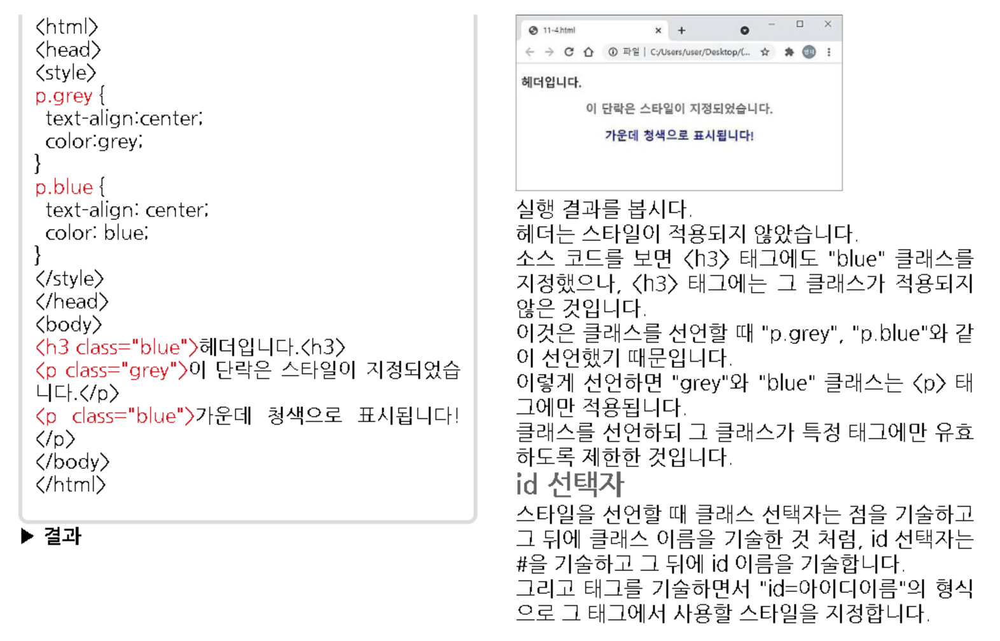 <html>
<head>
<style>
p.grey {
text-align:center;
color:grey;
}
p.blue {
text-align: center;
color: blue;
}
</style>
</head>
<body>
<h3 class="blue">헤더입니다.<h3>
<p class="grey">이 단락은 스타일이 지정되었습
니다.</p>
<p class="blue">가운데 청색으로 표시됩니다!
</p>
</body>
</html>
▶ 결과
11-4.html
파일 | C:/Users/user/Desktop/(...
헤더입니다.
이 단락은 스타일이 지정되었습니다.
가운데 청색으로 표시됩니다!
실행 결과를 봅시다.
헤더는 스타일이 적용되지 않았습니다.
소스 코드를 보면 <h3> 태그에도 "blue" 클래스를
지정했으나, <h3> 태그에는 그 클래스가 적용되지
않은 것입니다.
이것은 클래스를 선언할 때 "p.grey", "p.blue"와 같
이 선언했기 때문입니다.
이렇게 선언하면 "grey"와 "blue" 클래스는 <p> 태
그에만 적용됩니다.
클래스를 선언하되 그 클래스가 특정 태그에만 유효
하도록 제한한 것입니다.
id 선택자
스타일을 선언할 때 클래스 선택자는 점을 기술하고
그 뒤에 클래스 이름을 기술한 것 처럼, id 선택자는
#을 기술하고 그 뒤에 id 이름을 기술합니다.
그리고 태그를 기술하면서 "id=아이디이름"의 형식
으로 그 태그에서 사용할 스타일을 지정합니다.